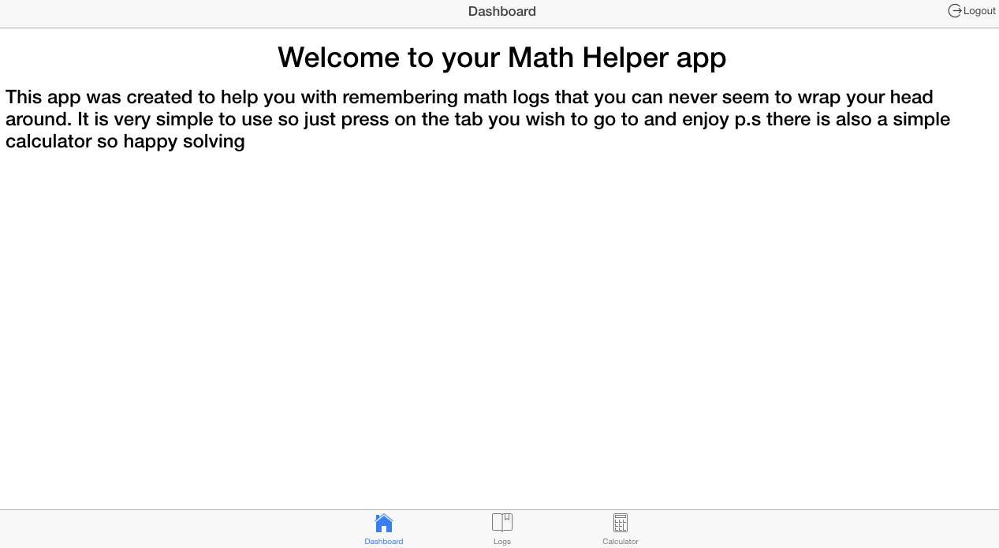 Dashboard
Logout
Welcome to your Math Helper app
This app was created to help you with remembering math logs that you can never seem to wrap your head
around. It is very simple to use so just press on the tab you wish to go to and enjoy p.s there is also a simple
calculator so happy solving
Dashboard
Logs
Calculator